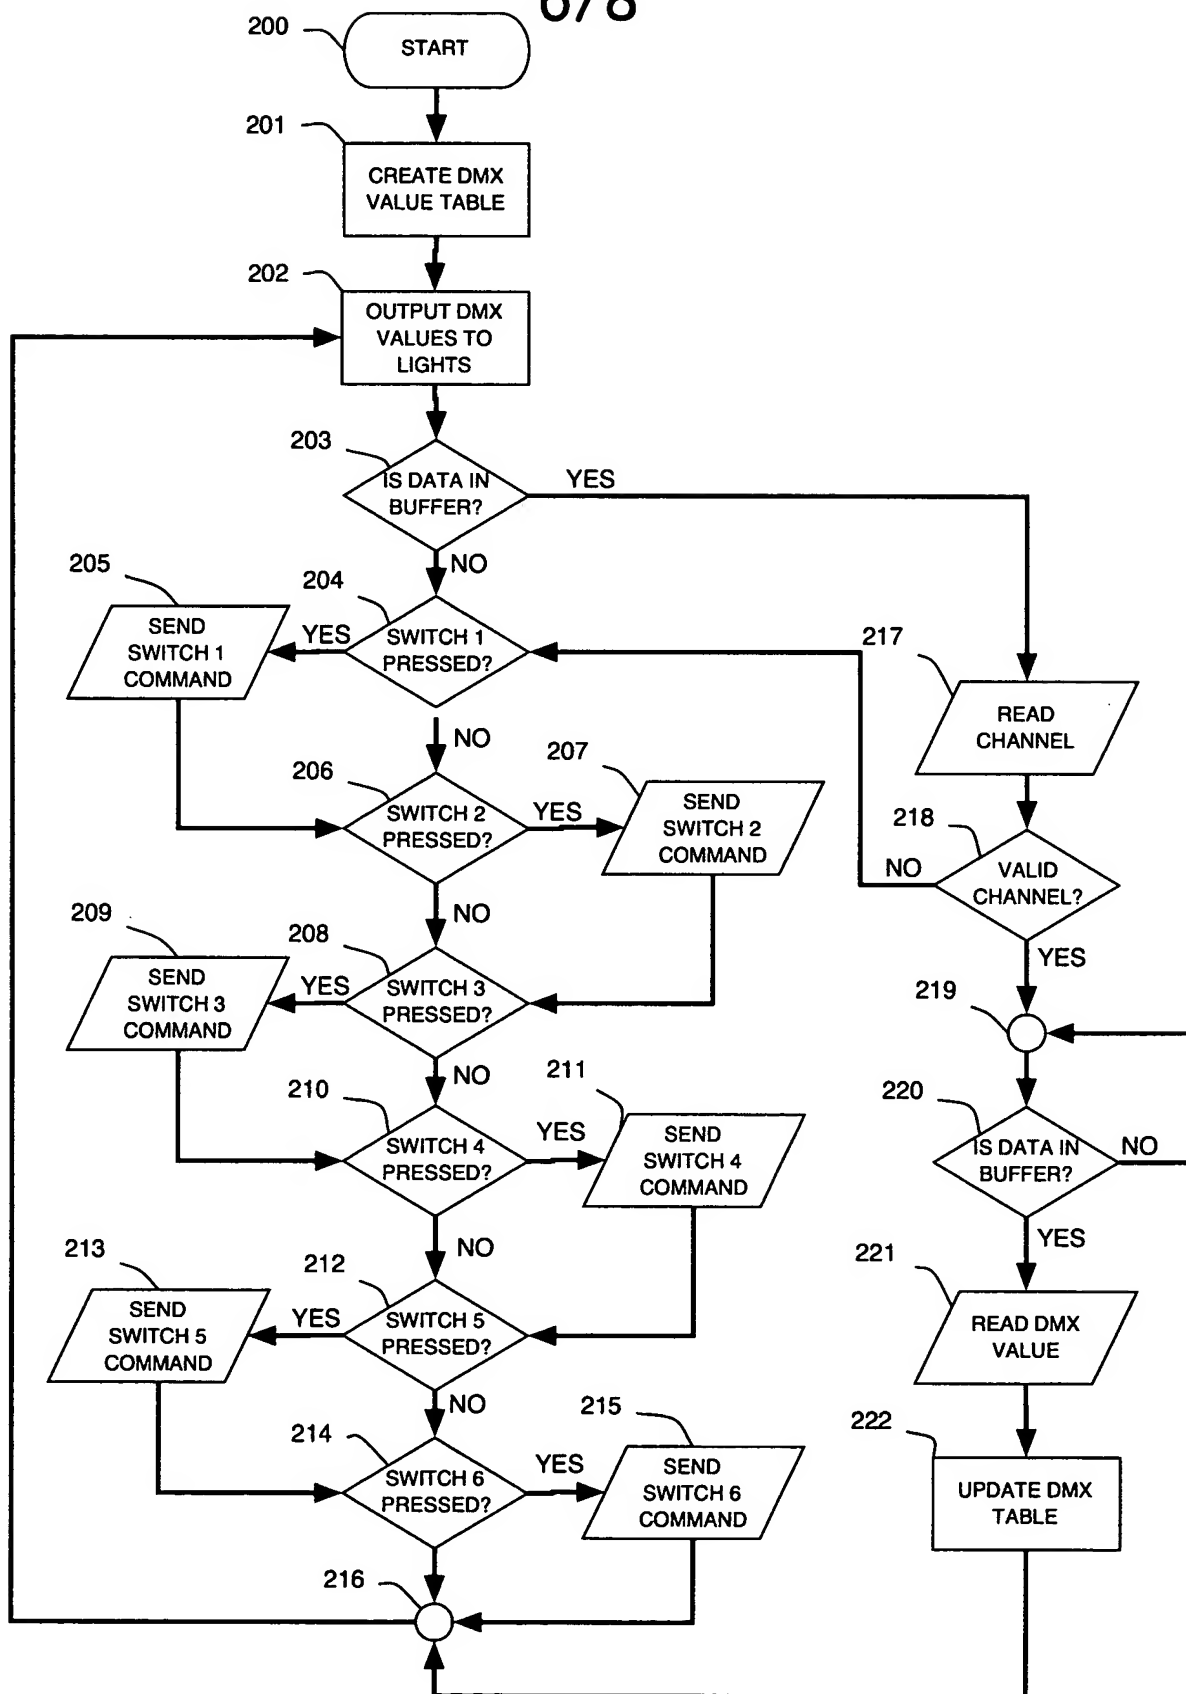 6/8
200
START
201
CREATE DMX
VALUE TABLE
202
OUTPUT DMX
VALUES TO
LIGHTS
203
IS DATA IN
BUFFER?
YES
NO
204
SWITCH 1
PRESSED?
YES
205
SEND
SWITCH 1
COMMAND
NO
206
SWITCH 2
PRESSED?
YES
207
SEND
SWITCH 2
COMMAND
NO
208
SWITCH 3
PRESSED?
YES
209
SEND
SWITCH 3
COMMAND
NO
210
SWITCH 4
PRESSED?
YES
211
SEND
SWITCH 4
COMMAND
NO
212
SWITCH 5
PRESSED?
YES
213
SEND
SWITCH 5
COMMAND
NO
214
SWITCH 6
PRESSED?
YES
215
SEND
SWITCH 6
COMMAND
216
217
READ
CHANNEL
218
VALID
CHANNEL?
NO
YES
219
220
IS DATA IN
BUFFER?
NO
YES
221
READ DMX
VALUE
222
UPDATE DMX
TABLE